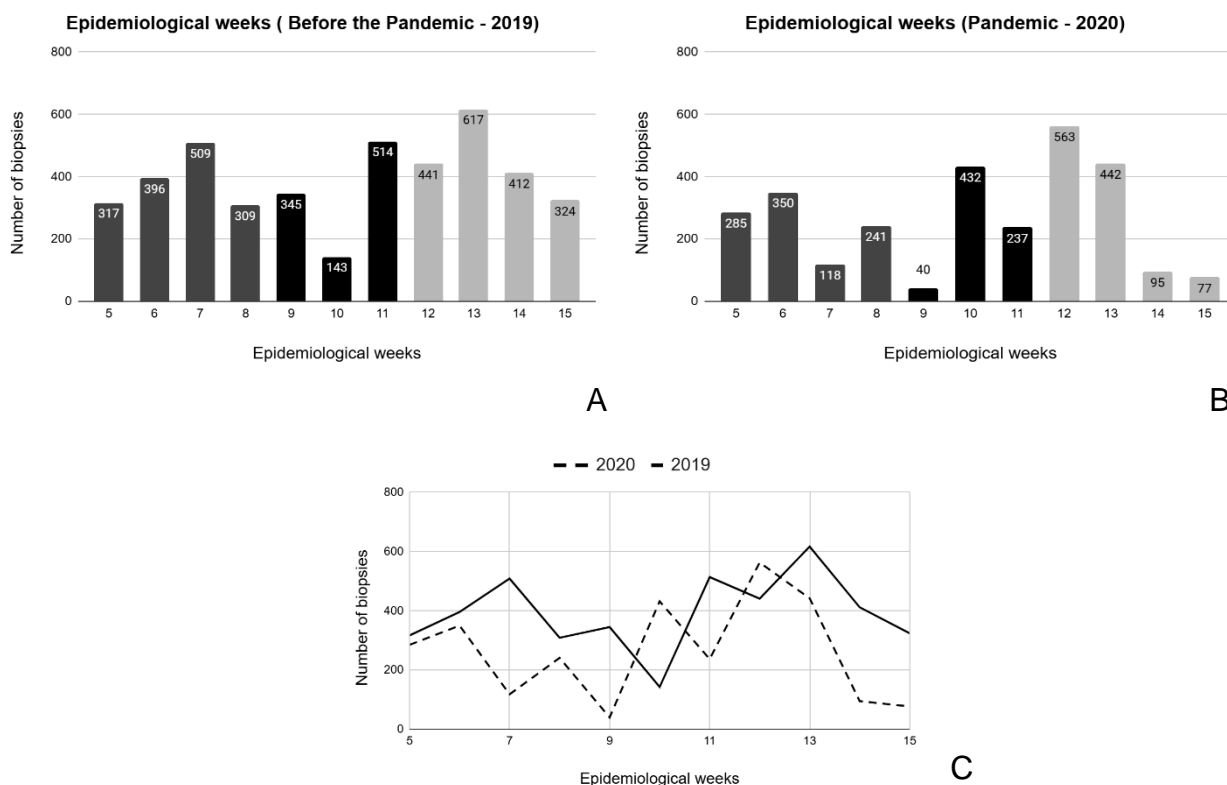 Epidemiological weeks ( Before the Pandemic - 2019)
Number of biopsies
800
600
400
200
0
317
396
509
309
345
143
514
441
617
412
324
5 6 7 8 9 10 11 12 13 14 15
Epidemiological weeks
A
Epidemiological weeks (Pandemic - 2020)
Number of biopsies
800
600
400
200
0
285
350
118
241
40
432
237
563
442
95
77
5 6 7 8 9 10 11 12 13 14 15
Epidemiological weeks
B
2020 2019
Number of biopsies
800
600
400
200
0
5 7 9 11 13 15
Epidemiological weeks
C